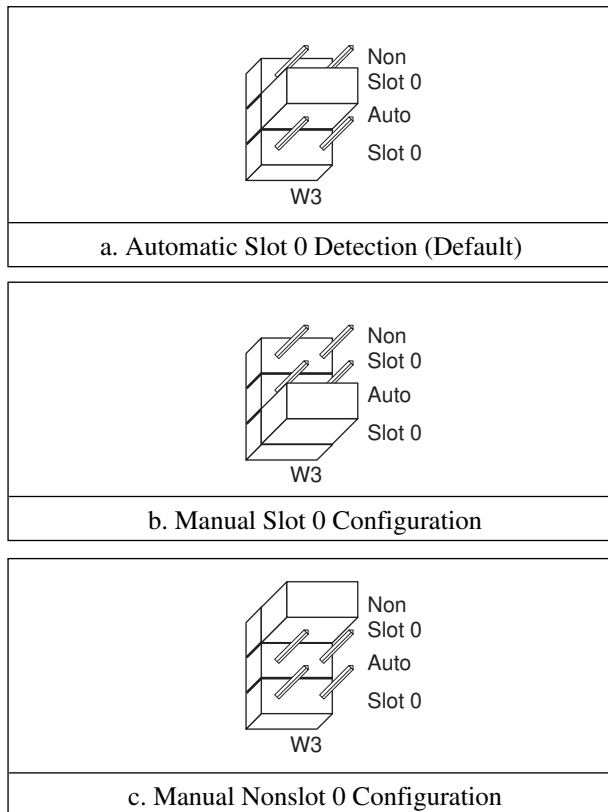 Non
Slot 0
Auto
Slot 0
W3
a. Automatic Slot 0 Detection (Default)
Non
Slot 0
Auto
Slot 0
W3
b. Manual Slot 0 Configuration
Non
Slot 0
Auto
Slot 0
W3
c. Manual Nonslot 0 Configuration